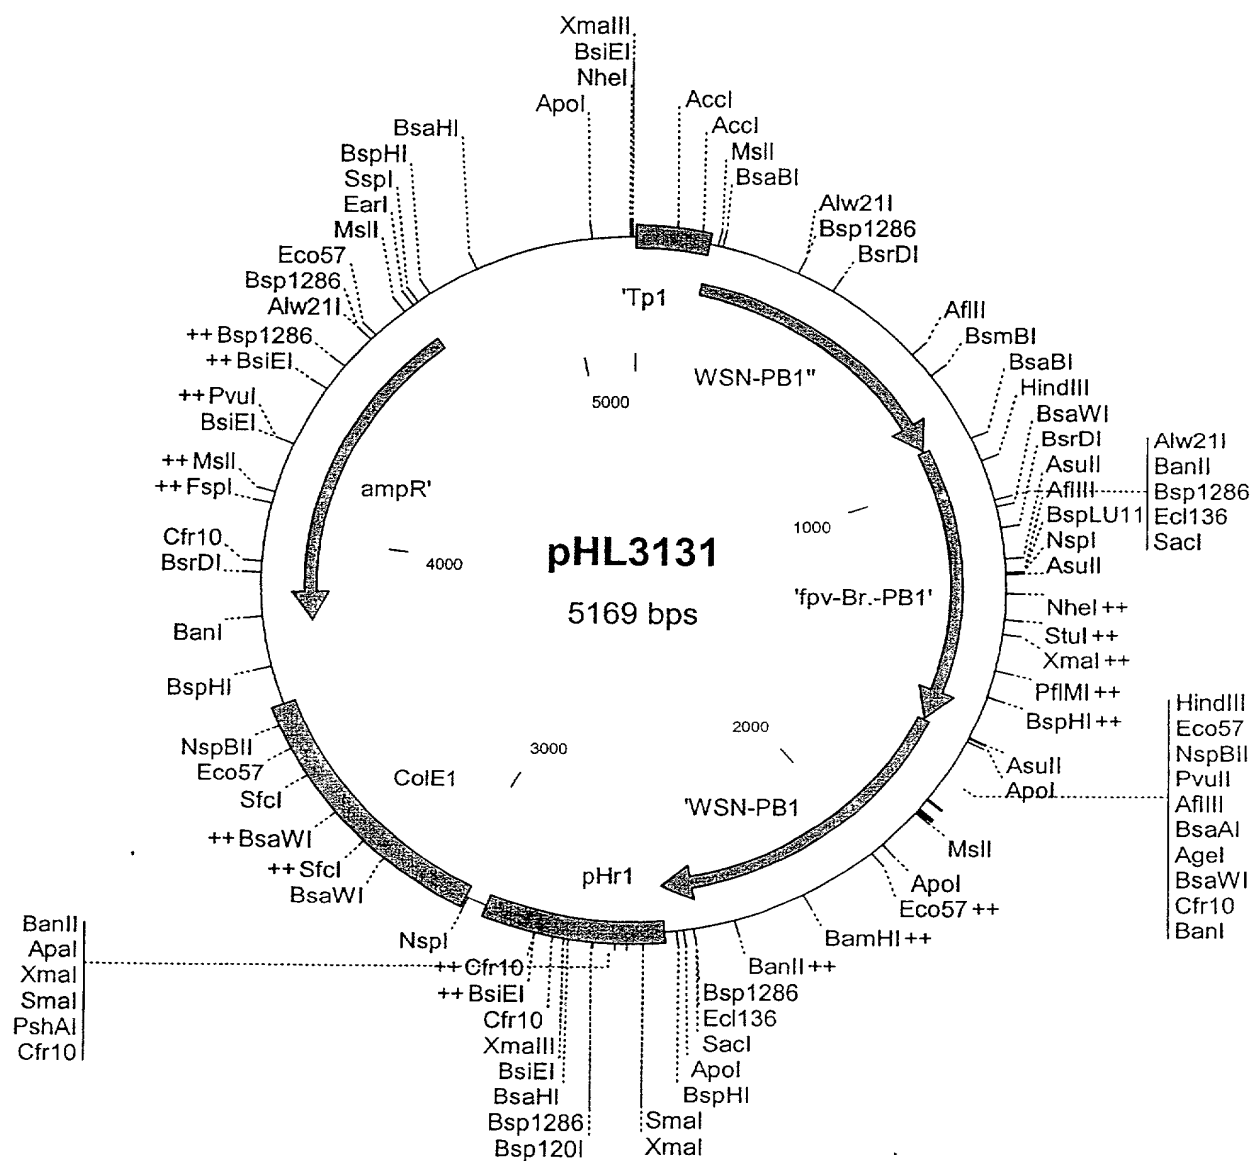 XmaIII
BsiEI
NheI
ApoI
AccI
AccI
MslI
BsaBI
BsaHI
BspHI
SspI
EarI
MslI
Eco57
Bsp1286
Alw21I
++ Bsp1286
++ BsiEI
++ PvuI
BsiEI
++ MslI
++ FspI
Cfr10
BsrDI
BanI
BspHI
Alw21I
Bsp1286
BsrDI
AflII
BsmBI
BsaBI
HindIII
BsaWI
BsrDI
AsuII
AflIII
BspLU11
NspI
AsuII
Alw21I
BanII
Bsp1286
Ecl136
SacI
NheI ++
StuI ++
XmaI ++
PflMI ++
BspHI ++
AsuII
ApoI
HindIII
Eco57
NspBII
PvuII
AflIII
BsaAI
AgeI
BsaWI
Cfr10
BanI
MslI
ApoI
Eco57 ++
BamHI ++
BanII ++
'Tp1
WSN-PB1"
5000
ampR'
1000
4000
pHL3131
5169 bps
'fpv-Br.-PB1'
2000
3000
ColE1
'WSN-PB1
pHr1
NspBII
Eco57
SfcI
++ BsaWI
++ SfcI
BsaWI
NspI
BanII
ApaI
XmaI
SmaI
PshAI
Cfr10
++ Cfr10
++ BsiEI
Cfr10
XmaIII
BsiEI
BsaHI
Bsp1286
Bsp120I
Bsp1286
Ecl136
SacI
ApoI
BspHI
SmaI
XmaI